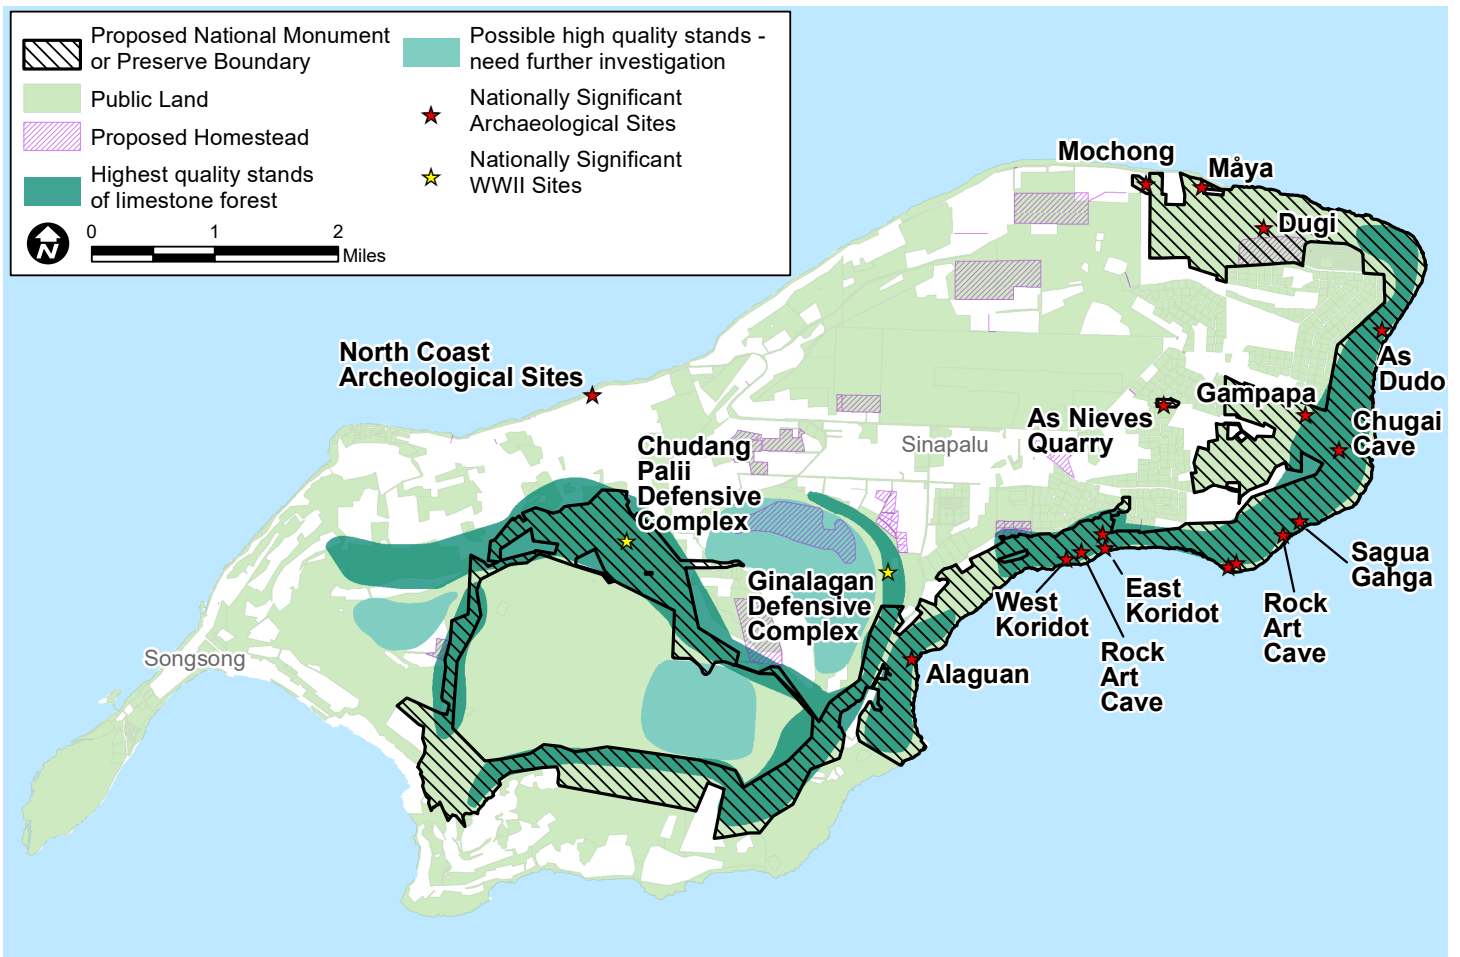 Proposed National Monument
or Preserve Boundary
Public Land
Proposed Homestead
Highest quality stands
of limestone forest
Possible high quality stands -
need further investigation
Nationally Significant
Archaeological Sites
Nationally Significant
WWII Sites
N
0 1 2
Miles
Mochong
Måya
Dugi
North Coast
Archeological Sites
As
Dudo
Gampapa
As Nieves
Quarry
Chugai
Cave
Sinapalu
Chudang
Palii
Defensive
Complex
Ginalagan
Defensive
Complex
Sagua
Gahga
West
Koridot
East
Koridot
Rock
Art
Cave
Rock
Art
Cave
Songsong
Alaguan